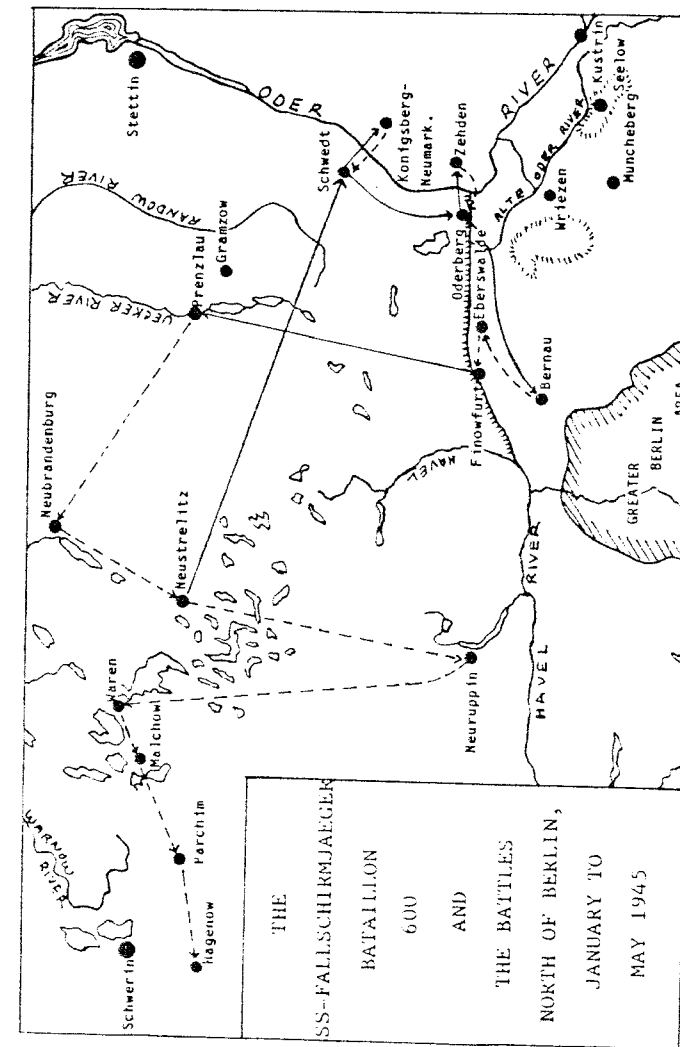 Stettin
ODER
RIVER
Kustrin
Seelow
Konigsberg-
Neumark.
Schwedt
Zehden
ALTE ODER RIVER
Muncheberg
Wriezen
RANDOW
RIVER
Gramzow
Prenzlau
UECKER RIVER
Oderberg
Eberswalde
Bernau
Finowfurt
GREATER
BERLIN
AREA
HAVEL
Neubrandenburg
Neustrelitz
HAVEL RIVER
Neuruppin
Waren
Malchow
Parchim
Hagenow
Schwerin
WARNOW
RIVER
THE
SS-FALLSCHIRMJAEGER
BATAILLON
600
AND
THE BATTLES
NORTH OF BERLIN,
JANUARY TO
MAY 1945